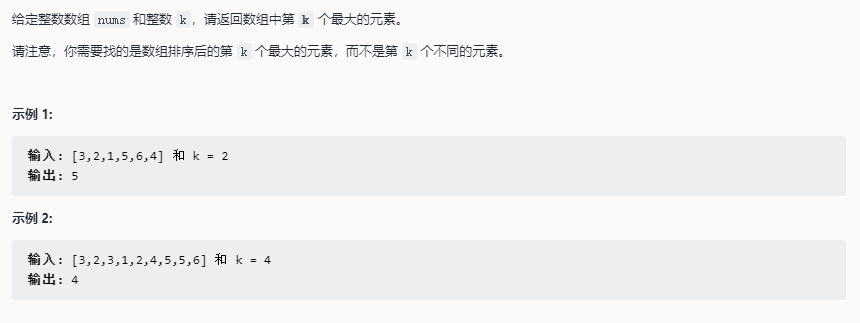 给定整数数组 nums 和整数 k，请返回数组中第 k 个最大的元素。
请注意，你需要找的是数组排序后的第 k 个最大的元素，而不是第 k 个不同的元素。
示例 1:
输入: [3,2,1,5,6,4] 和 k = 2
输出: 5
示例 2:
输入: [3,2,3,1,2,4,5,5,6] 和 k = 4
输出: 4